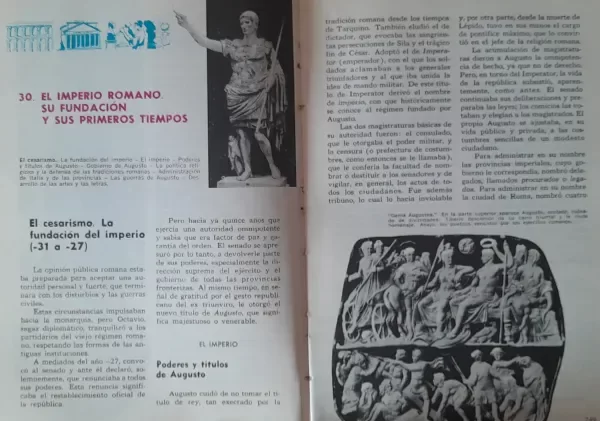 30. EL IMPERIO ROMANO.
SU FUNDACIÓN
Y SUS PRIMEROS TIEMPOS
El cesarismo. La fundación del imperio – El imperio – Poderes
y títulos de Augusto – Gobierno de Augusto – La política reli-
giosa y la defensa de las tradiciones romanas – Administración
de Italia y de las provincias – Las guerras de Augusto – Des-
arrollo de las artes y las letras.
El cesarismo. La
fundación del imperio
(-31 a -27)
La opinión pública romana esta-
ba preparada para aceptar una au-
toridad personal y fuerte, que termi-
nara con los disturbios y las guerras
civiles.
Estas circunstancias impulsaban
hacia la monarquía, pero Octavio,
sagaz diplomático, tranquilizó a los
partidarios del viejo régimen roma-
no, respetando las formas de las an-
tiguas instituciones.
A mediados del año -27, convo-
có al senado y ante él declaró, so-
lemnemente, que renunciaba a todos
sus poderes. Esta renuncia signifi-
caba el restablecimiento oficial de
la república.
Pero hacía ya quince años que
ejercía una autoridad omnipotente
y sabía que era factor de paz y ga-
rantía del orden. El senado se apre-
suró por lo tanto, a devolverle parte
de sus poderes, especialmente la di-
rección suprema del ejército y el
gobierno de todas las provincias
fronterizas. Al mismo tiempo, en se-
ñal de gratitud por el gesto republi-
cano del ex triunviro, le otorgó el
nuevo título de Augusto, que signi-
fica majestuoso o venerable.
EL IMPERIO
Poderes y títulos
de Augusto
Augusto cuidó de no tomar el tí-
tulo de rey, tan execrado por la
tradición romana desde los tiempos
de Tarquino. También eludió el de
dictador, que evocaba las sangrien-
tas persecuciones de Sila y el trágico
fin de César. Adoptó el de Impera-
tor (emperador), con el que los sol-
dados aclamaban a los generales
triunfadores y al que iba unida la
idea de mando militar. De este títu-
lo de Imperator derivó el nombre
de imperio, con que históricamente
se conoce al régimen fundado por
Augusto.
Las dos magistraturas básicas de
su autoridad fueron: el consulado,
que le otorgaba el poder militar, y
la censura (o prefectura de costum-
bres, como entonces se la llamaba),
que le confería la facultad de nom-
brar o destituir a los senadores y de
vigilar, en general, los actos de to-
dos los ciudadanos. Fue además
tribuno, lo cual lo hacía inviolable
y, por otra parte, desde la muerte de
Lépido, tuvo en sus manos el cargo
de pontífice máximo, que lo convir-
tió en el jefe de la religión romana.
La acumulación de magistratu-
ras dieron a Augusto la omnipoten-
cia de hecho, ya que no de derecho.
Pero, en torno del Imperator, la vida
de la república subsistió, aparen-
temente, como antes. El senado
continuaba sus deliberaciones y pre-
paraba las leyes; los comicios las vo-
taban y elegían a los magistrados. El
propio Augusto se ajustaba, en su
vida pública y privada, a las cos-
tumbres sencillas de un modesto
ciudadano.
Para administrar en su nombre
las provincias imperiales, cuyo go-
bierno le correspondía, nombró dele-
gados, llamados procurados o lega-
dos. Para administrar en su nombre
la ciudad de Roma, nombró cuatro
"Gema Augustea." En la parte superior